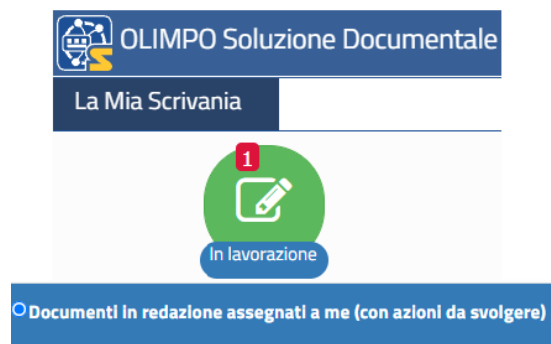 OLIMPO Soluzione Documentale
La Mia Scrivania
1
In lavorazione
Documenti in redazione assegnati a me (con azioni da svolgere)